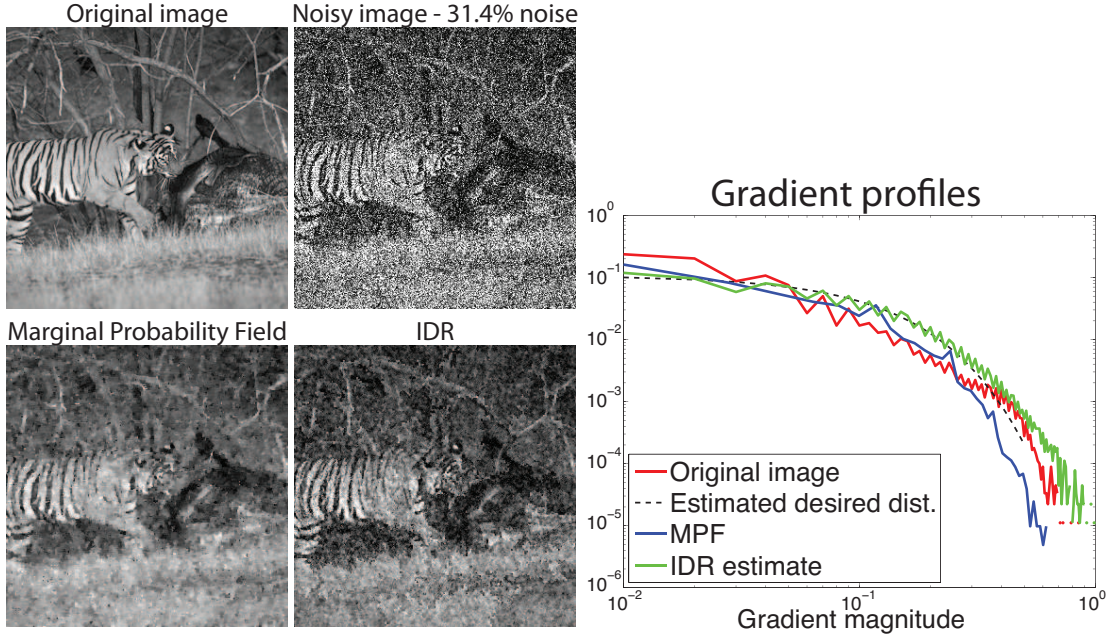 Original image
Noisy image - 31.4% noise
Marginal Probability Field
IDR
Gradient profiles
10^0
10^-1
10^-2
10^-3
10^-4
10^-5
10^-6
Original image
Estimated desired dist.
MPF
IDR estimate
10^-2
10^-1
10^0
Gradient magnitude